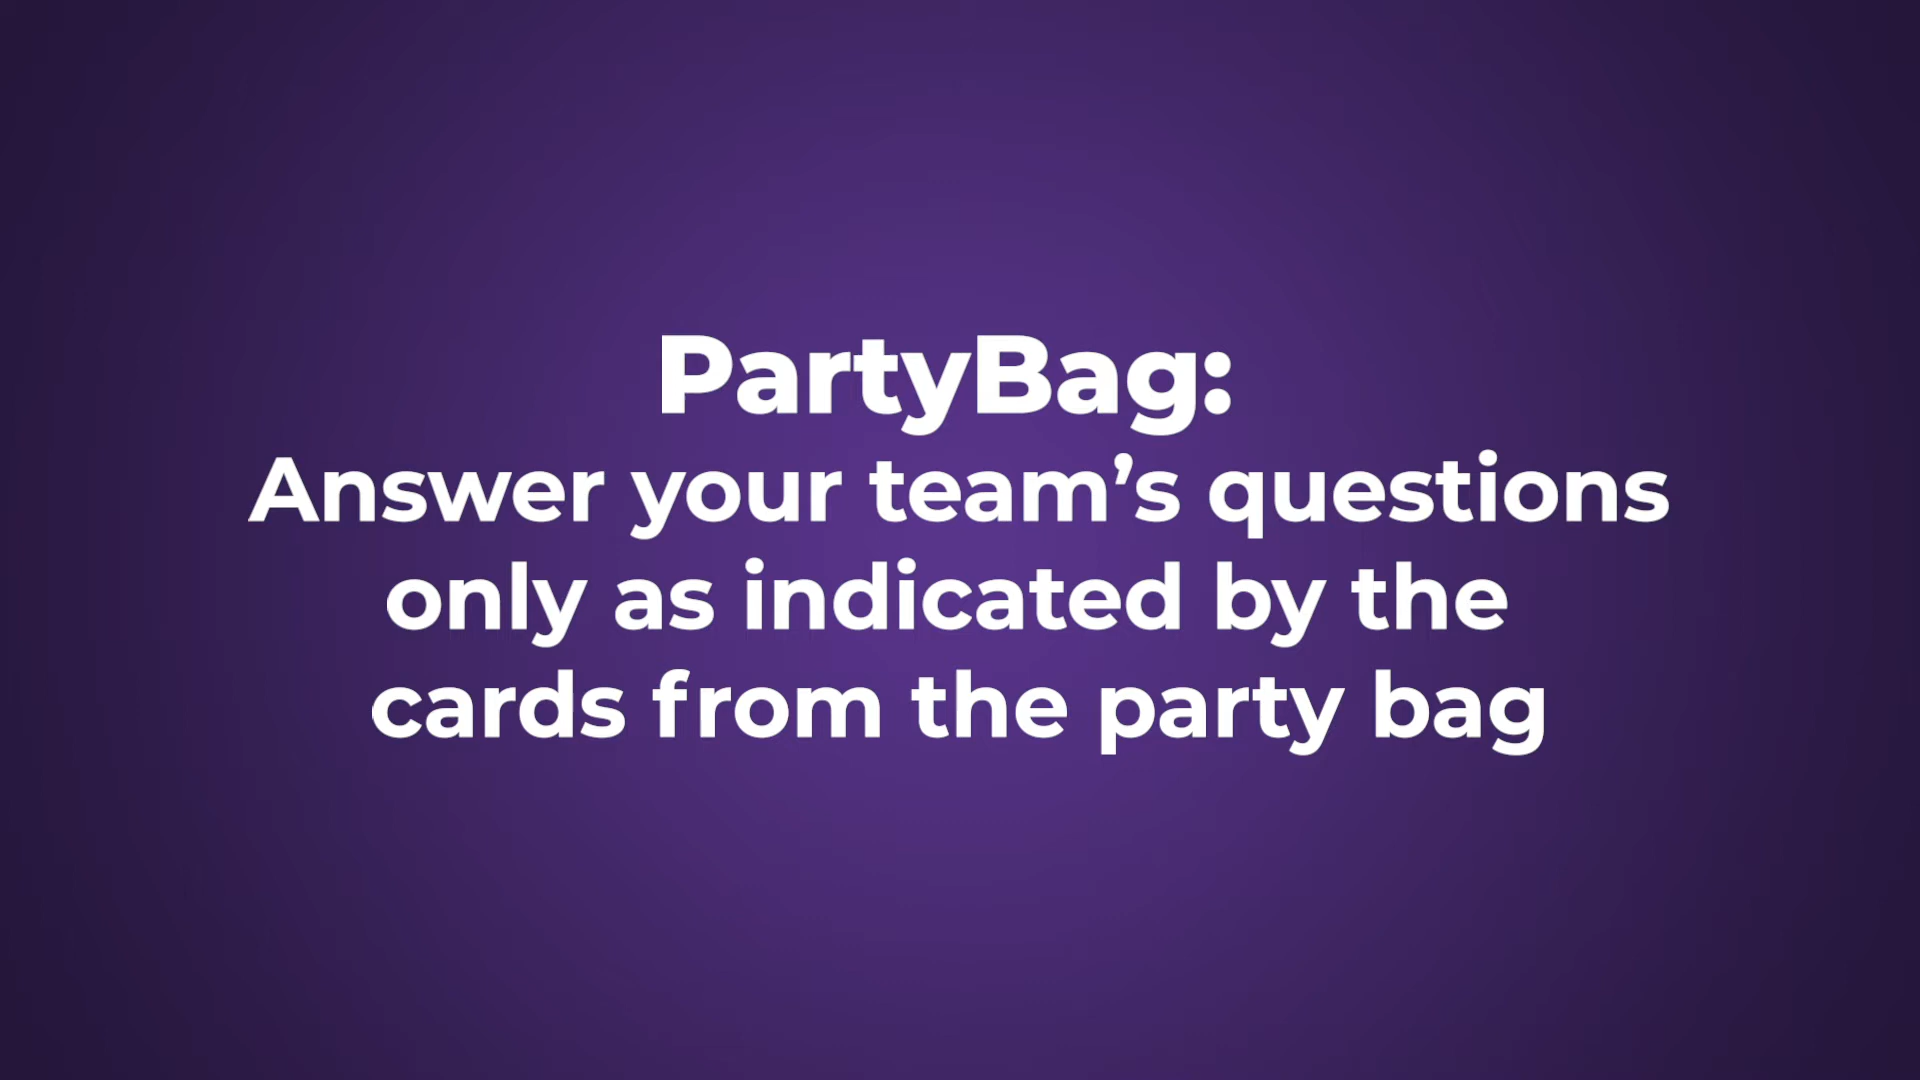 PartyBag:
Answer your team’s questions
only as indicated by the
cards from the party bag